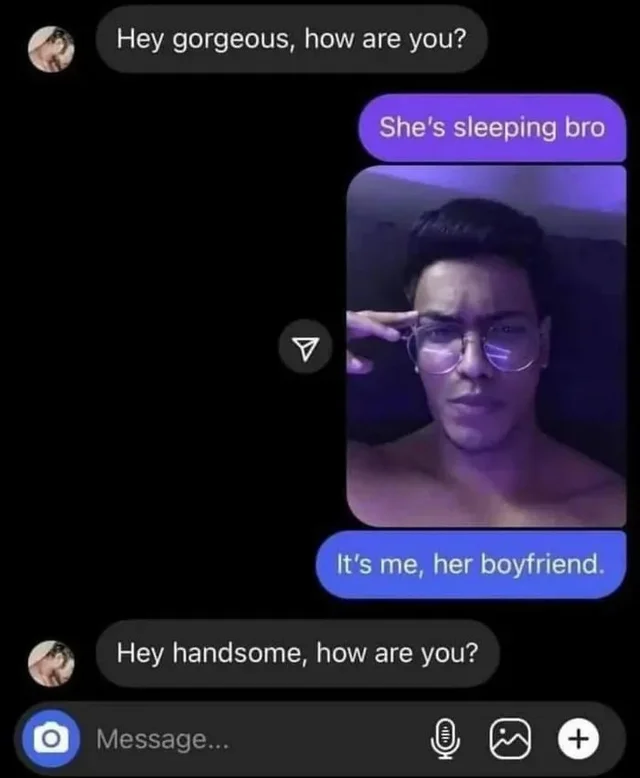 Hey gorgeous, how are you?
She's sleeping bro
It's me, her boyfriend.
Hey handsome, how are you?
Message...